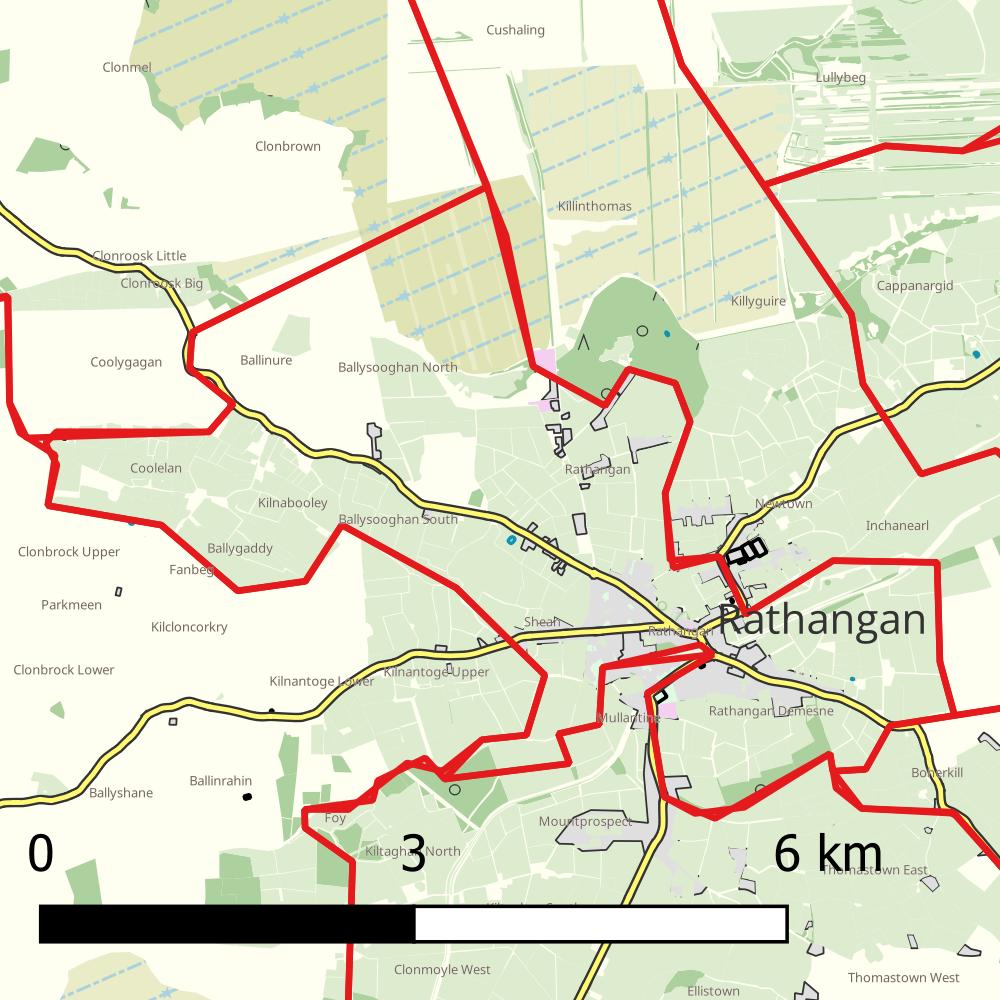 Cushaling
Clonmel
Lullybeg
Clonbrown
Killinthomas
Clonroosk Little
Clonroosk Big
Cappanargid
Killyguire
Coolygagan
Ballinure
Ballysooghan North
Coolelan
Rathangan
Kilnabooley
Newtown
Ballysooghan South
Inchanearl
Clonbrock Upper
Ballygaddy
Fanbeg
Parkmeen
Kilcloncorkry
Shean
Rathangan
Rathangan
Clonbrock Lower
Kilnantoge Lower
Kilnantoge Upper
Mullantine
Rathangan Demesne
Ballinrahin
Boherkill
Ballyshane
Foy
Mountprospect
Kiltaghan North
0 3 6 km
Thomastown East
Clonmoyle West
Thomastown West
Ellistown